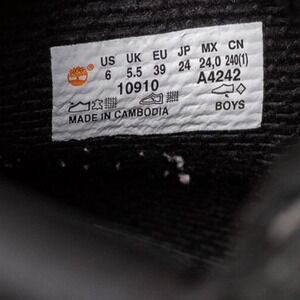 US UK EU JP MX CN
6 5.5 39 24 24,0 240(1)
10910 A4242
BOYS
MADE IN CAMBODIA